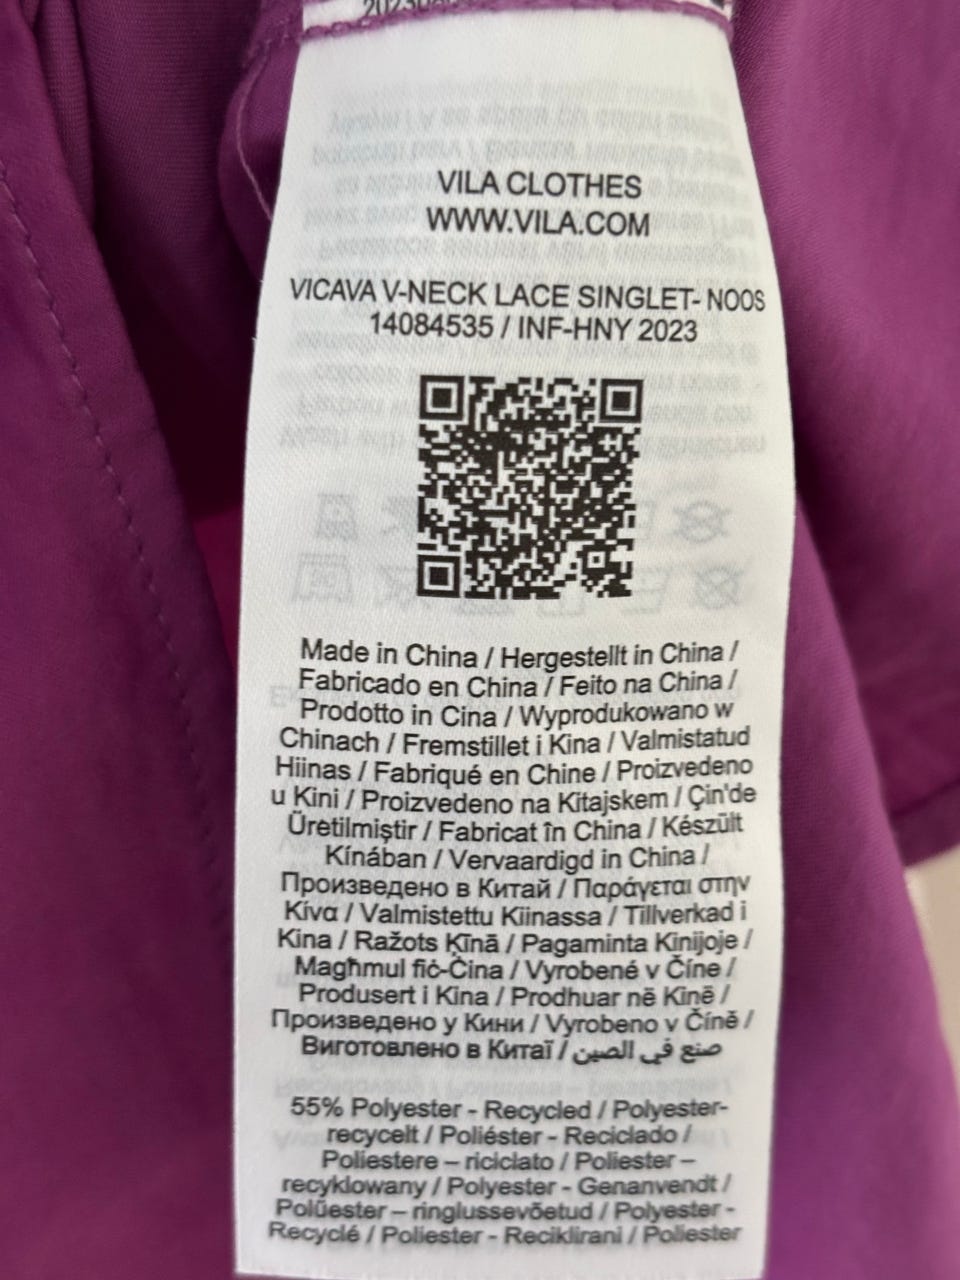 VILA CLOTHES
WWW.VILA.COM
VICAVA V-NECK LACE SINGLET- NOOS
14084535 / INF-HNY 2023
Made in China / Hergestellt in China /
Fabricado en China / Feito na China /
Prodotto in Cina / Wyprodukowano w
Chinach / Fremstillet i Kina / Valmistatud
Hiinas / Fabriqué en Chine / Proizvedeno
u Kini / Proizvedeno na Kitajskem / Çin'de
Üretilmiştir / Fabricat în China / Készült
Kínában / Vervaardigd in China /
Произведено в Китай / Παράγεται στην
Κίνα / Valmistettu Kiinassa / Tillverkad i
Kina / Ražots Ķīnā / Pagaminta Kinijoje /
Magħmul fiċ-Ċina / Vyrobené v Číne /
Produsert i Kina / Prodhuar në Kinë /
Произведено у Кини / Vyrobeno v Číně /
Виготовлено в Китаї / صنع في الصين
55% Polyester - Recycled / Polyester-
recycelt / Poliéster - Reciclado /
Poliestere – riciclato / Poliester –
recyklowany / Polyester - Genanvendt /
Polüester – ringlussevõetud / Polyester -
Recyclé / Poliester - Reciklirani / Poliester